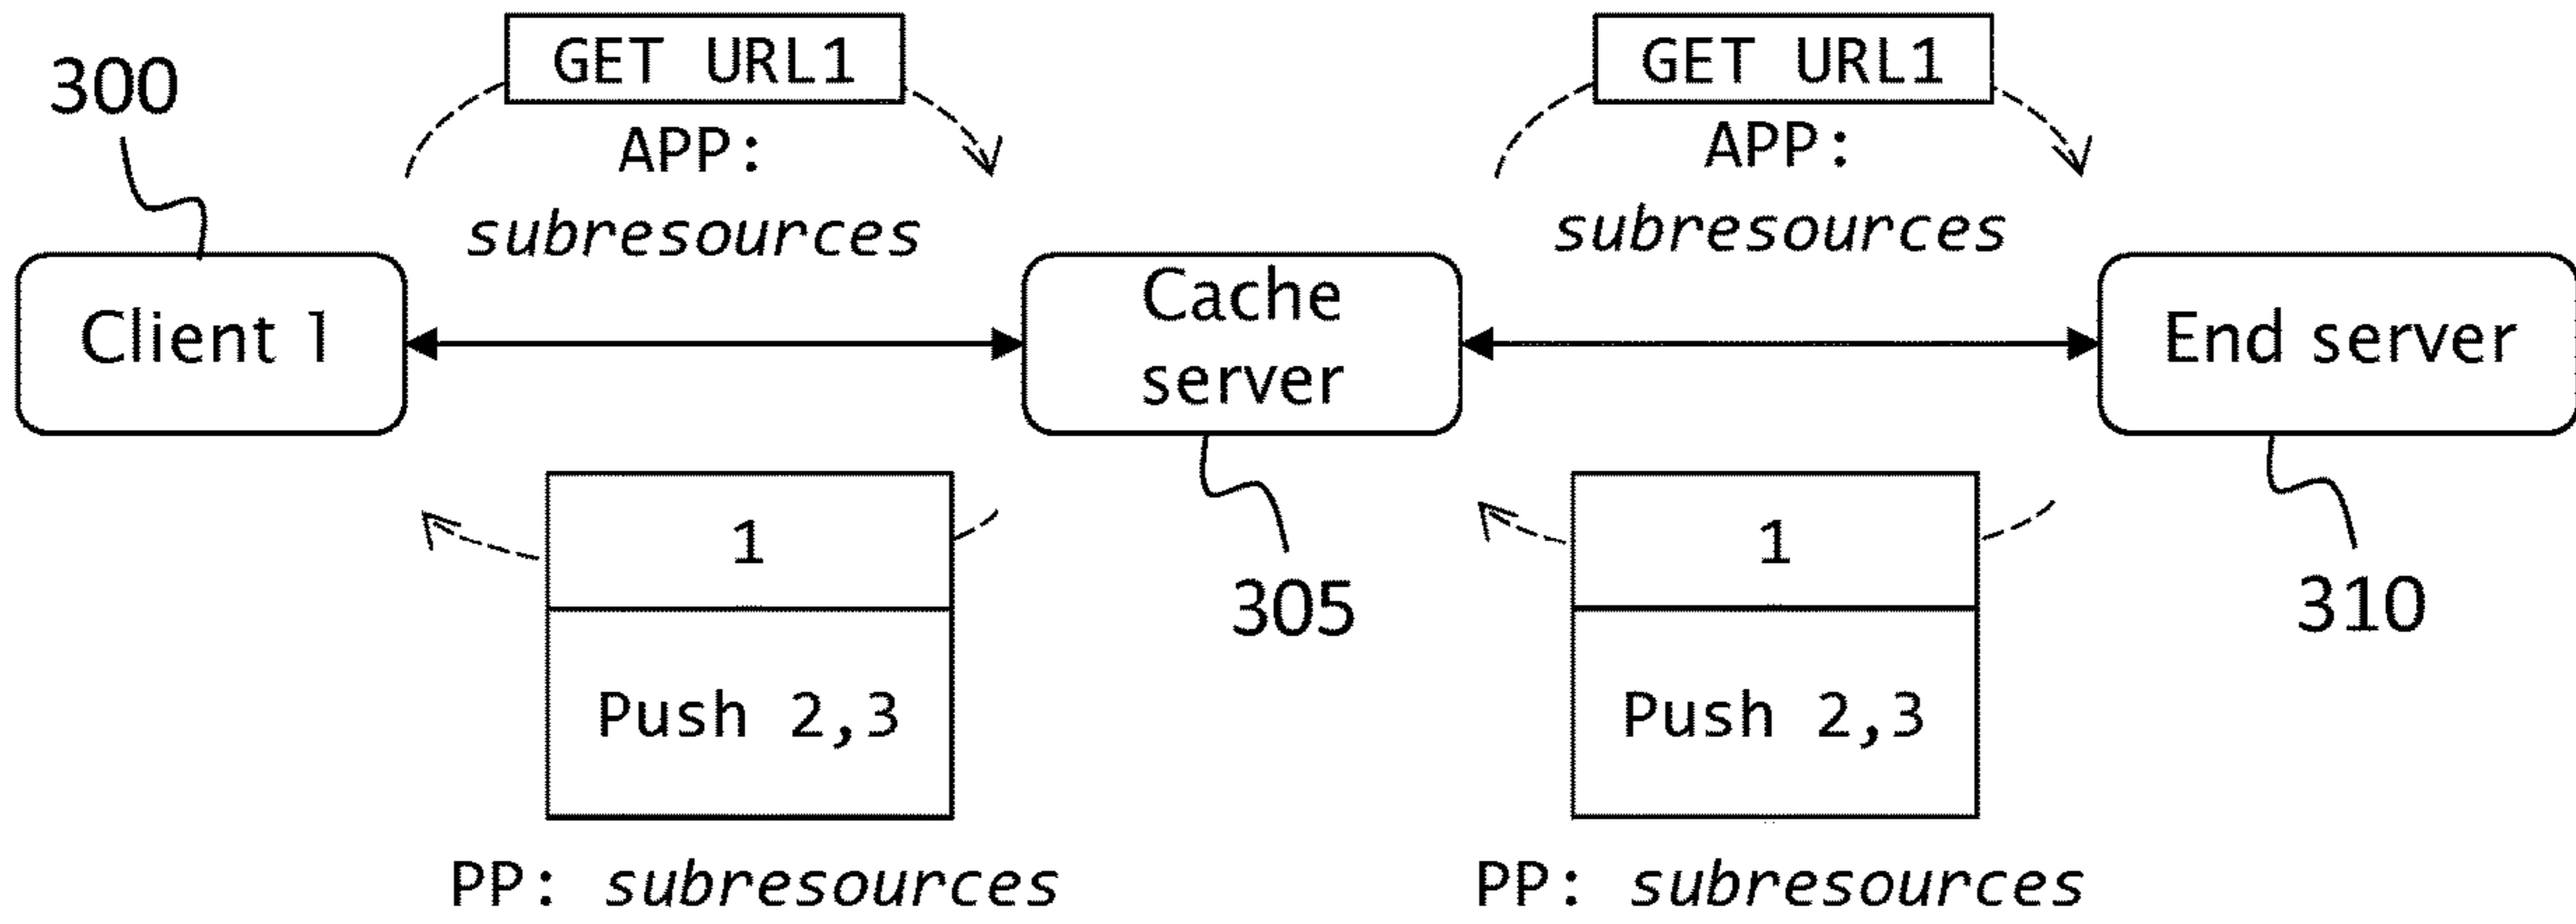 GET URL1
GET URL1
300
APP:
APP:
subresources
subresources
Client 1
Cache
server
End server
1
1
305
310
Push 2,3
Push 2,3
PP: subresources
PP: subresources